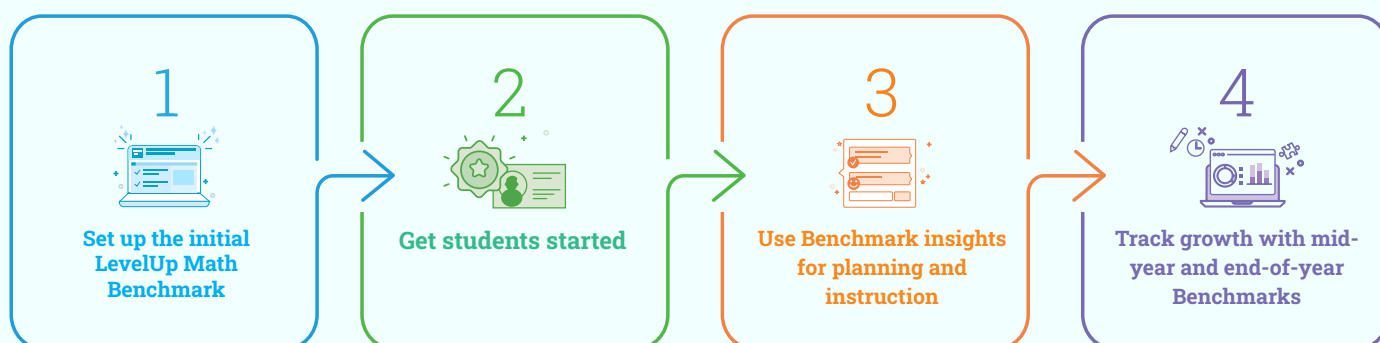 1
Set up the initial
LevelUp Math
Benchmark
2
Get students started
3
Use Benchmark insights
for planning and
instruction
4
Track growth with mid-
year and end-of-year
Benchmarks